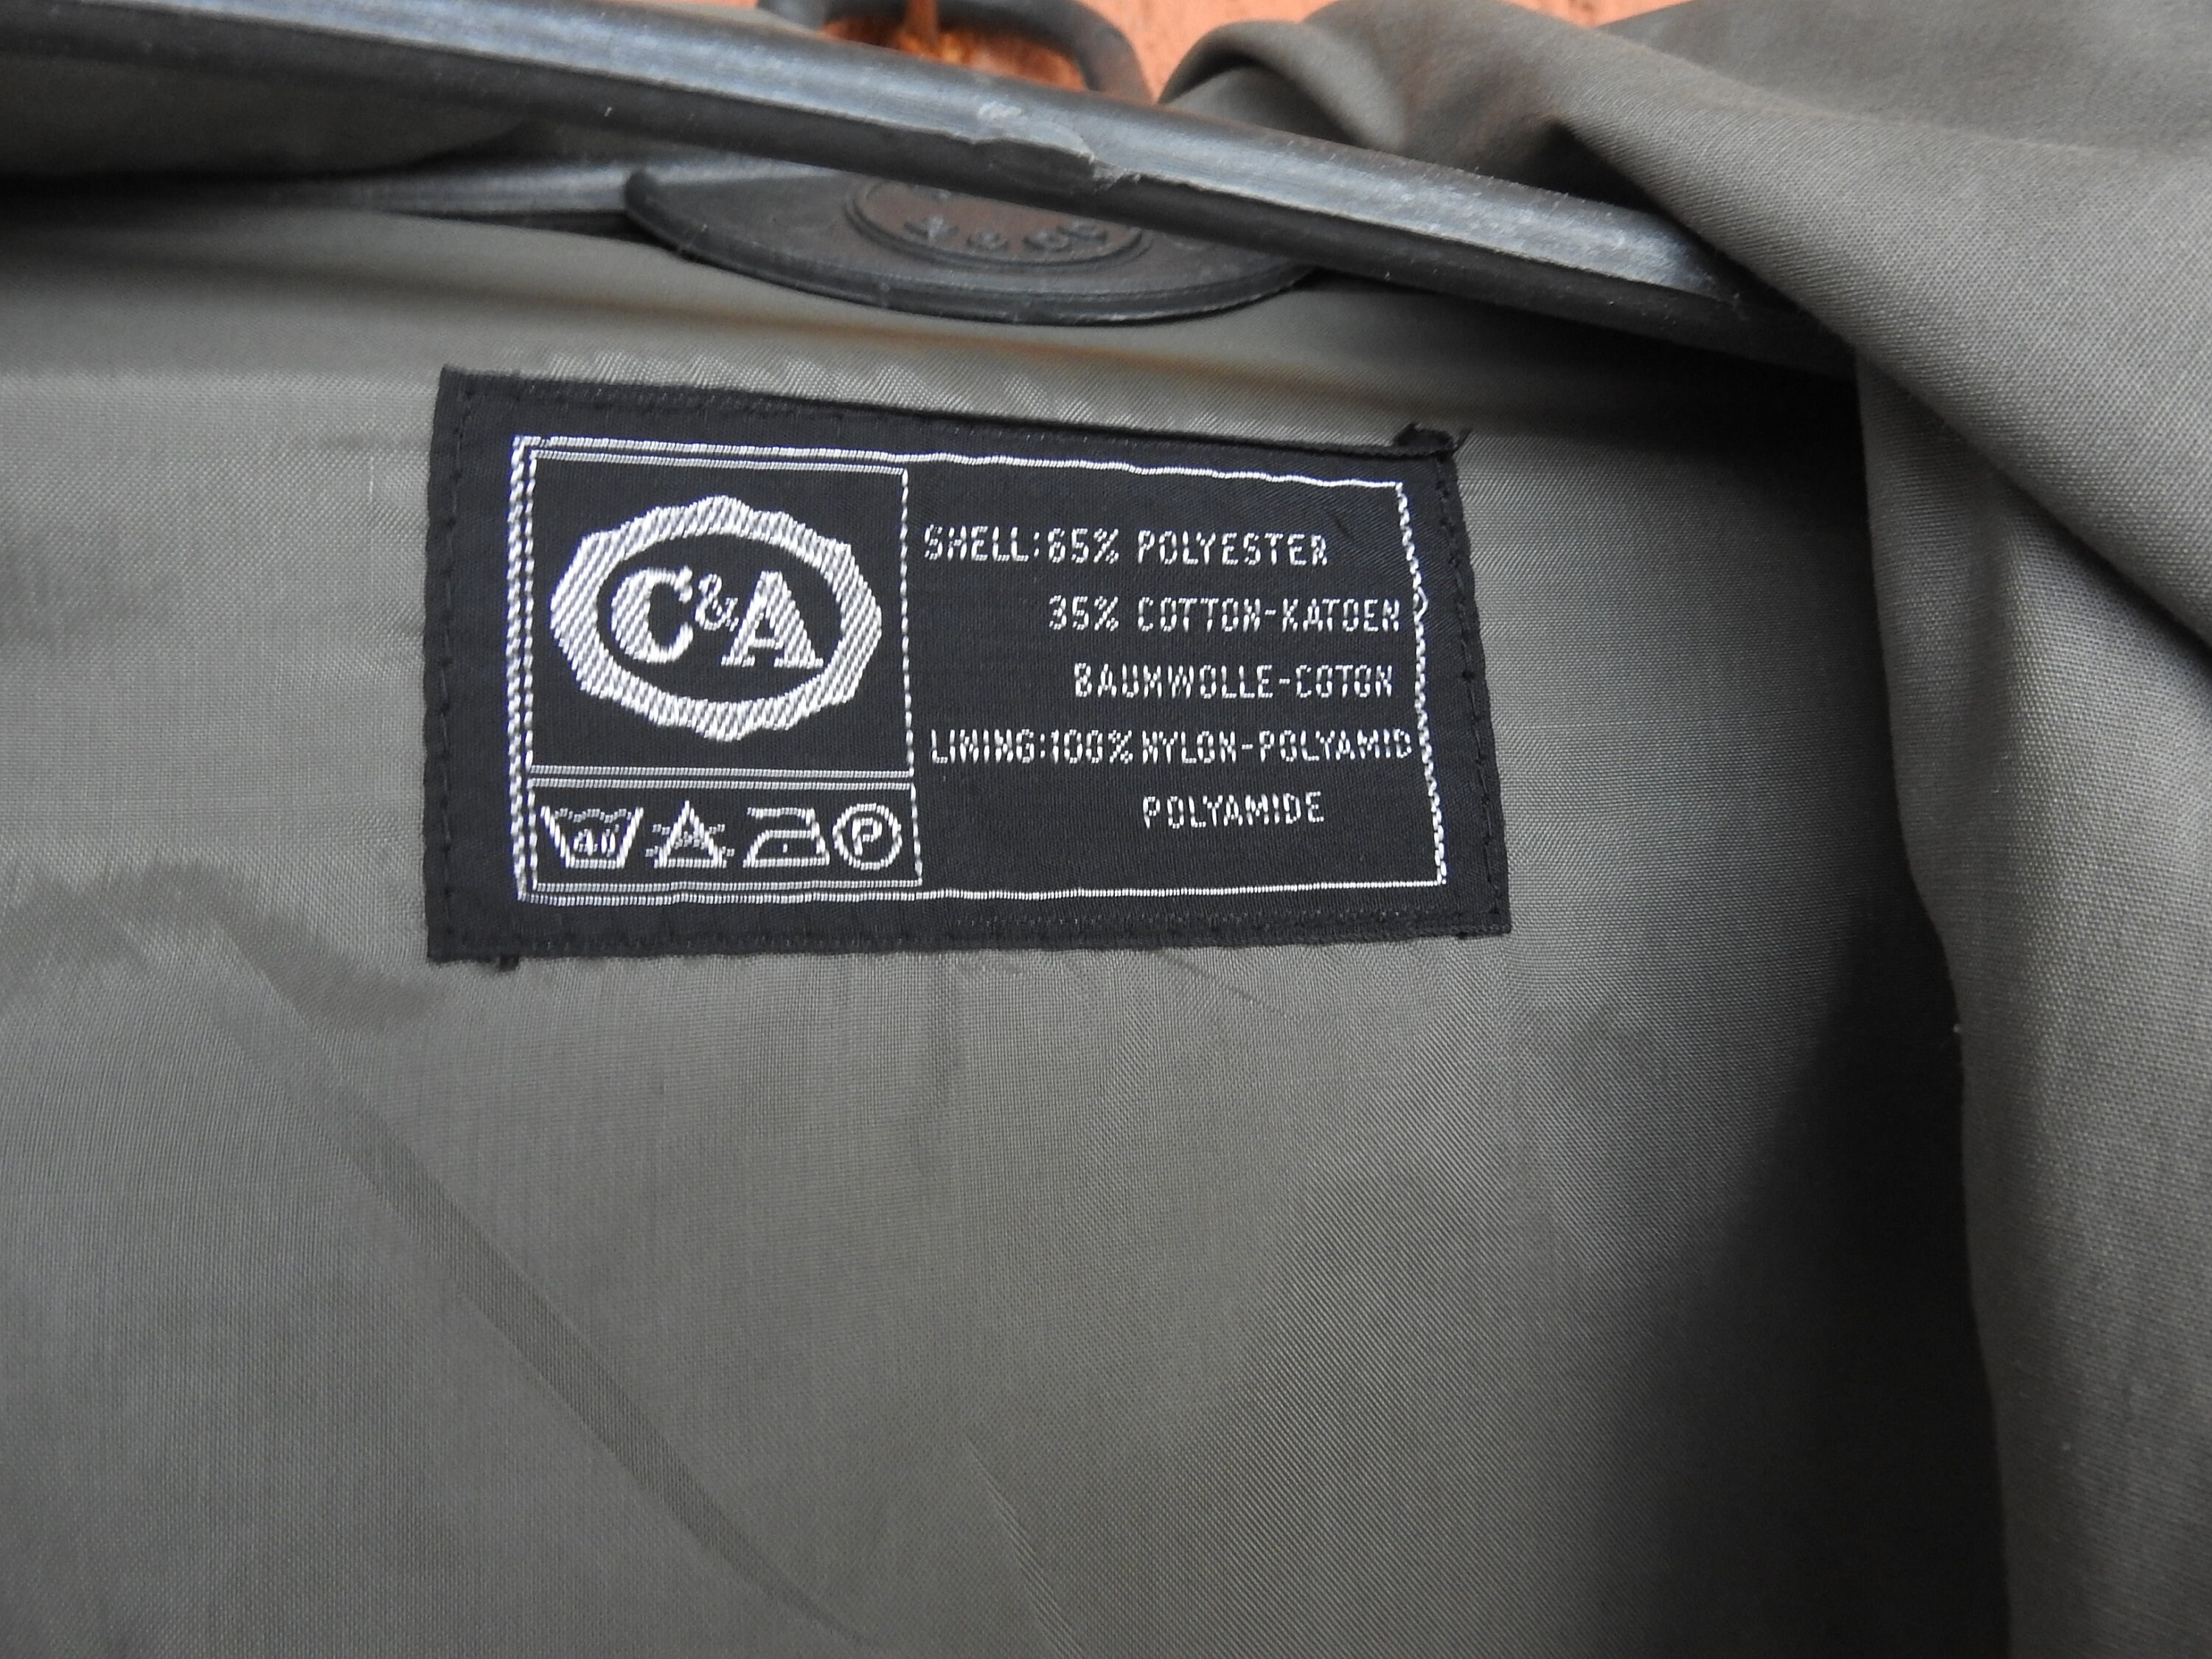 C&A
SHELL:65% POLYESTER
35% COTTON-KATOEN
BAUMWOLLE-COTON
LINING:100% NYLON-POLYAMID
POLYAMIDE
40
P